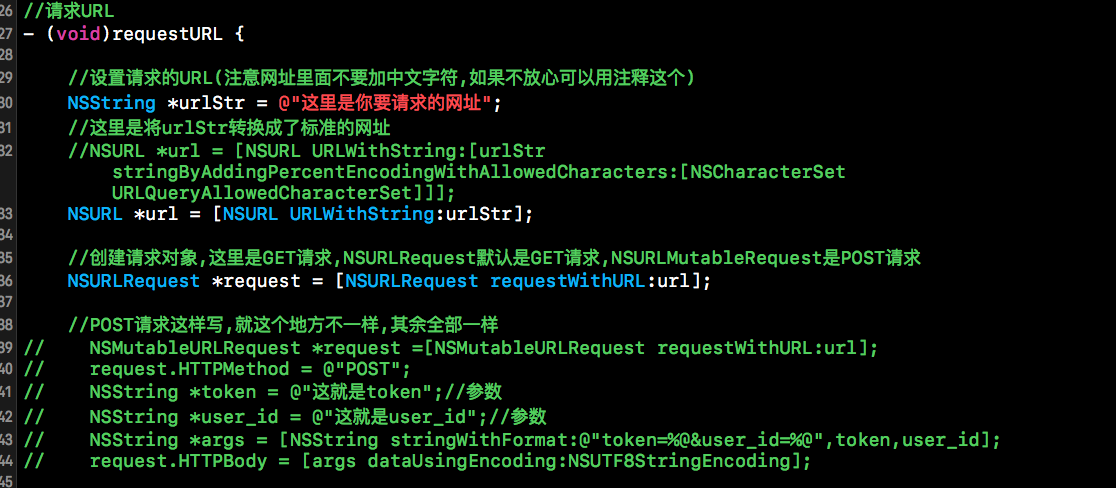 26 //请求URL
27 - (void)requestURL {
28
29 //设置请求的URL(注意网址里面不要加中文字符,如果不放心可以用注释这个)
30 NSString *urlStr = @"这里是你要请求的网址";
31 //这里是将urlStr转换成了标准的网址
32 //NSURL *url = [NSURL URLWithString:[urlStr
stringByAddingPercentEncodingWithAllowedCharacters:[NSCharacterSet
URLQueryAllowedCharacterSet]]];
33 NSURL *url = [NSURL URLWithString:urlStr];
34
35 //创建请求对象,这里是GET请求,NSURLRequest默认是GET请求,NSURLMutableRequest是POST请求
36 NSURLRequest *request = [NSURLRequest requestWithURL:url];
37
38 //POST请求这样写,就这个地方不一样,其余全部一样
39 // NSMutableURLRequest *request =[NSMutableURLRequest requestWithURL:url];
40 // request.HTTPMethod = @"POST";
41 // NSString *token = @"这就是token";//参数
42 // NSString *user_id = @"这就是user_id";//参数
43 // NSString *args = [NSString stringWithFormat:@"token=%@&user_id=%@",token,user_id];
44 // request.HTTPBody = [args dataUsingEncoding:NSUTF8StringEncoding];
45